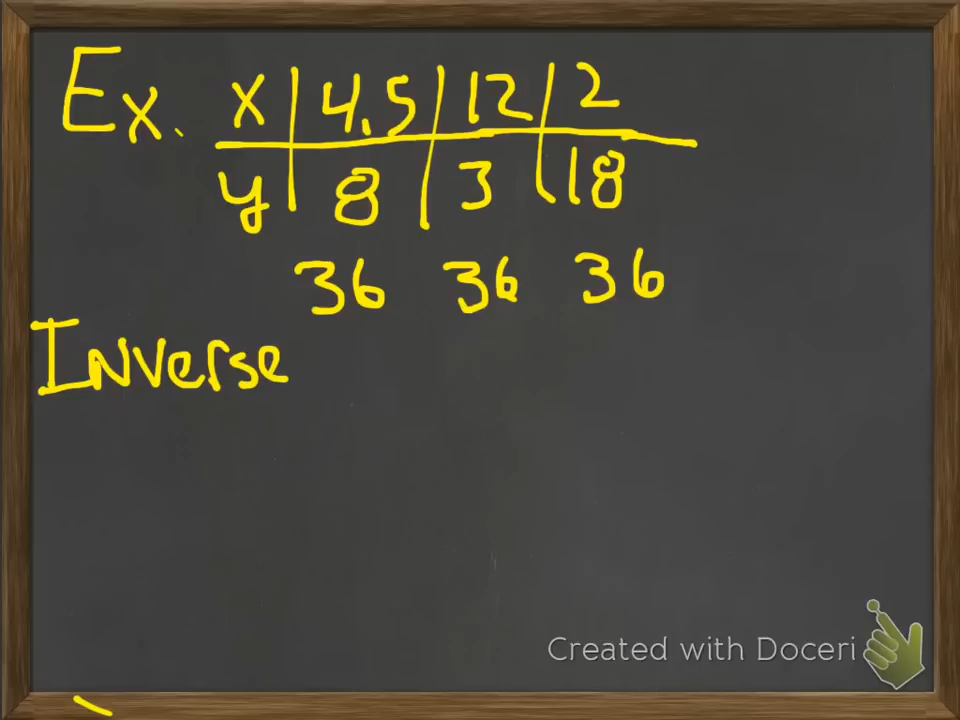 Ex. x 4.5 12 2
y 8 3 18
36 36 36
Inverse
Created with Doceri